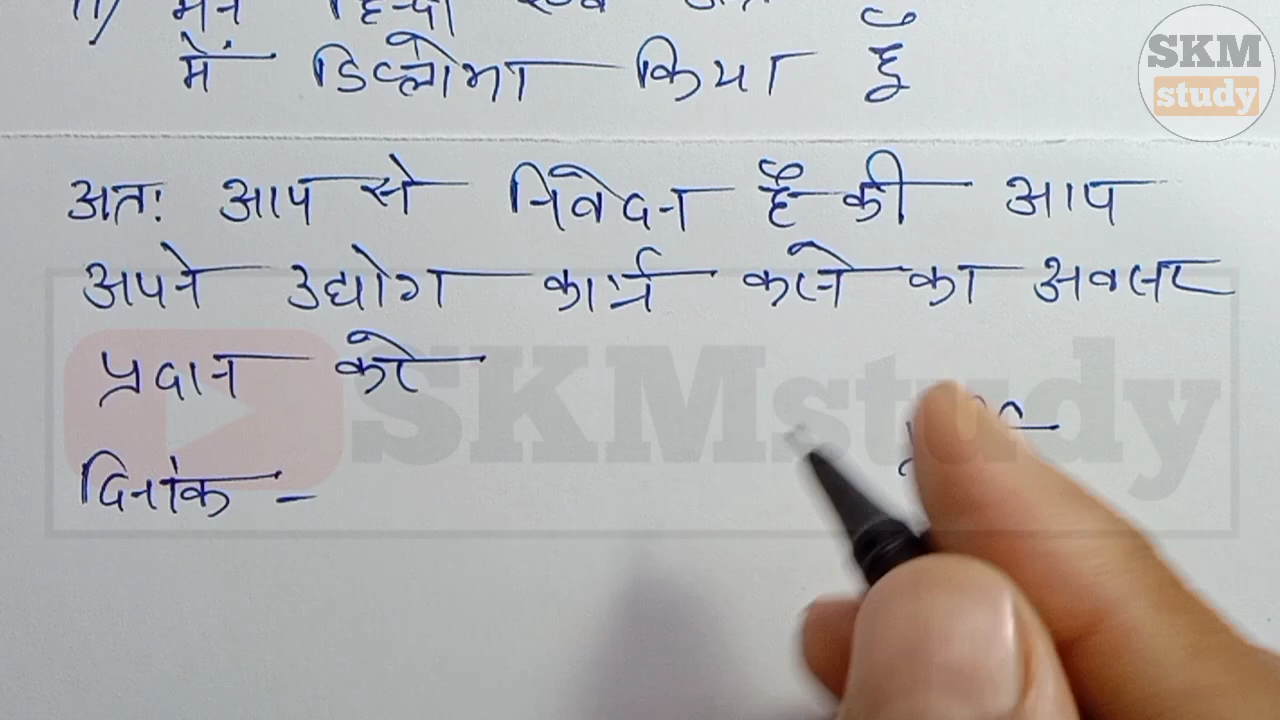 में डिप्लोमा किया हूँ
अतः आप से निवेदन है की आप
अपने उद्योग कार्य करने का अवसर
प्रदान करे
दिनांक -
SKM
study
SKMstudy